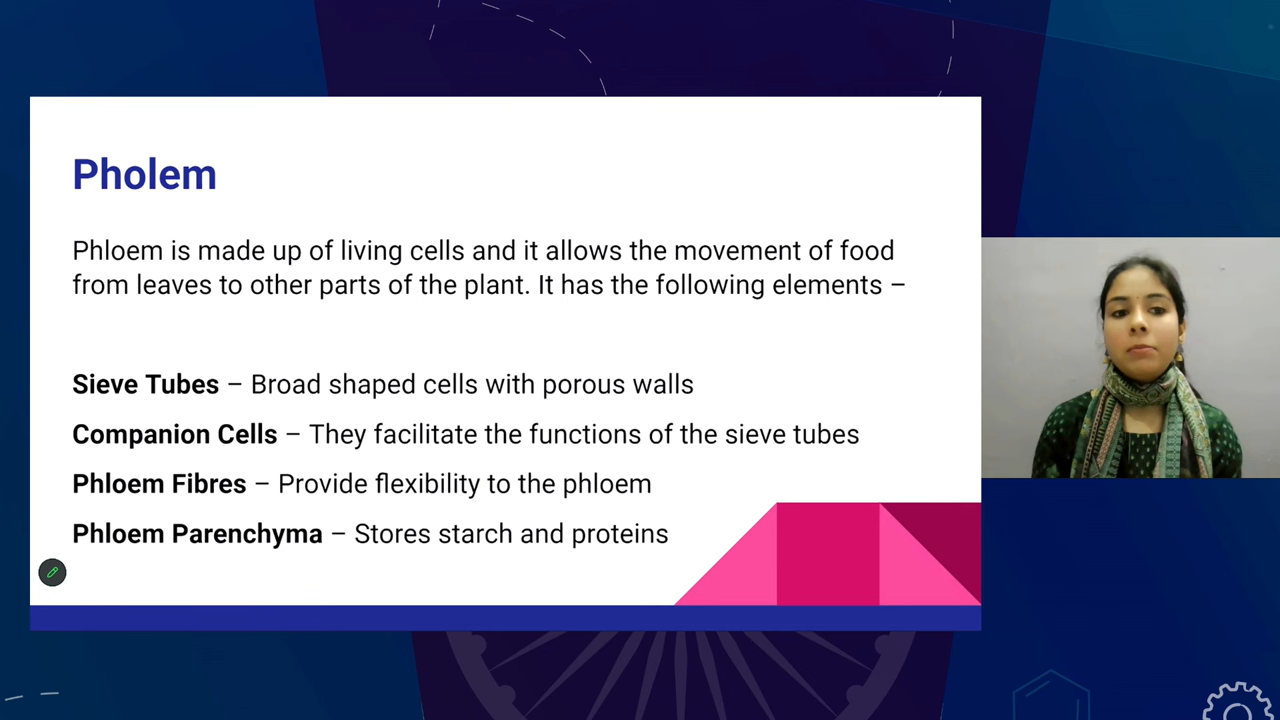 Pholem
Phloem is made up of living cells and it allows the movement of food
from leaves to other parts of the plant. It has the following elements –
Sieve Tubes – Broad shaped cells with porous walls
Companion Cells – They facilitate the functions of the sieve tubes
Phloem Fibres – Provide flexibility to the phloem
Phloem Parenchyma – Stores starch and proteins